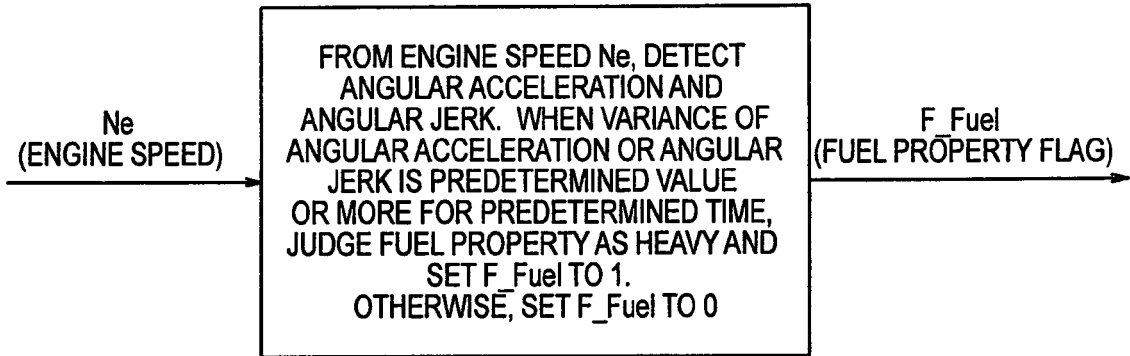 Ne
(ENGINE SPEED)
FROM ENGINE SPEED Ne, DETECT
ANGULAR ACCELERATION AND
ANGULAR JERK. WHEN VARIANCE OF
ANGULAR ACCELERATION OR ANGULAR
JERK IS PREDETERMINED VALUE
OR MORE FOR PREDETERMINED TIME,
JUDGE FUEL PROPERTY AS HEAVY AND
SET F_Fuel TO 1.
OTHERWISE, SET F_Fuel TO 0
F_Fuel
(FUEL PROPERTY FLAG)